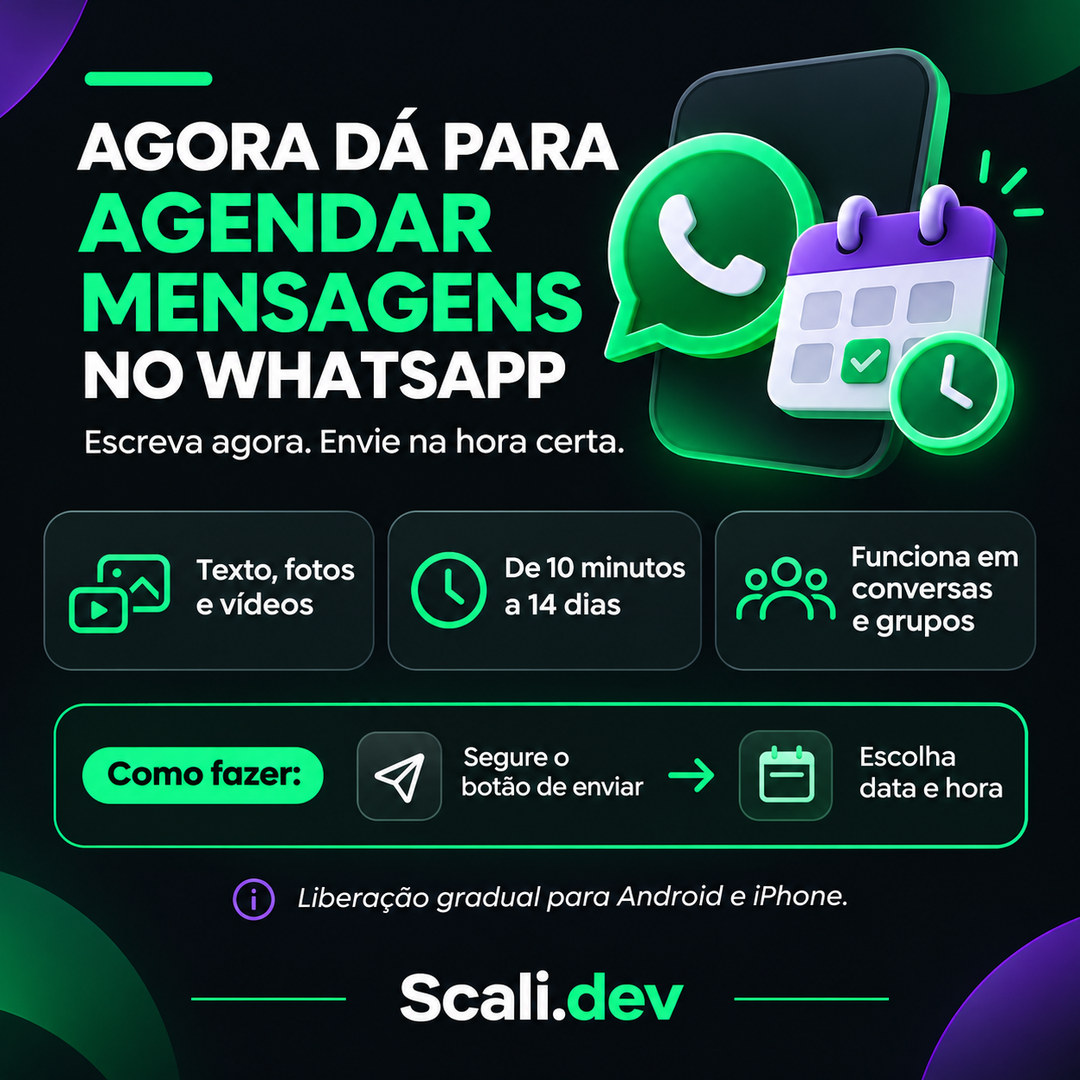 AGORA DÁ PARA
AGENDAR
MENSAGENS
NO WHATSAPP
Escreva agora. Envie na hora certa.
Texto, fotos
e vídeos
De 10 minutos
a 14 dias
Funciona em
conversas
e grupos
Como fazer:
Segure o
botão de enviar
Escolha
data e hora
Liberação gradual para Android e iPhone.
Scali.dev